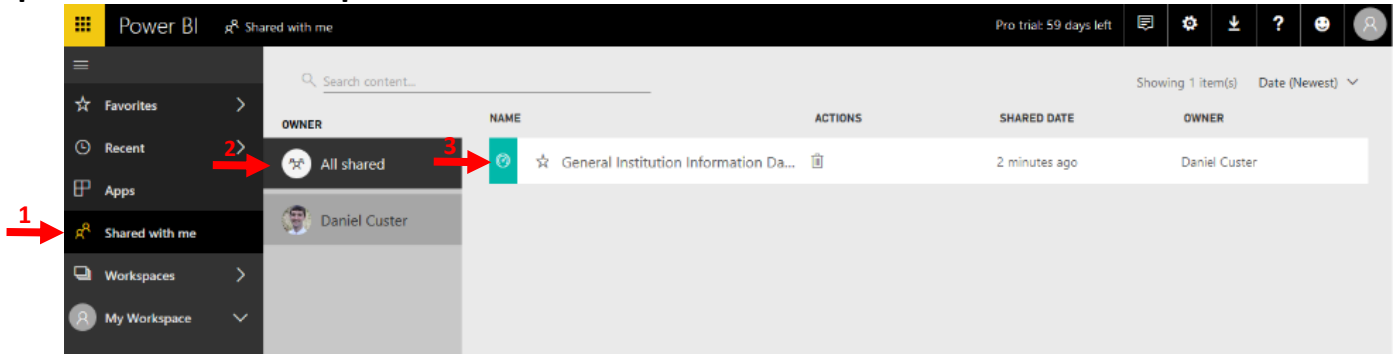 Power BI Shared with me Pro trial: 59 days left ?
Search content... Showing 1 item(s) Date (Newest)
Favorites
OWNER NAME ACTIONS SHARED DATE OWNER
Recent
2 All shared 3 General Institution Information Da... 2 minutes ago Daniel Custer
Apps
1 Shared with me Daniel Custer
Workspaces
My Workspace